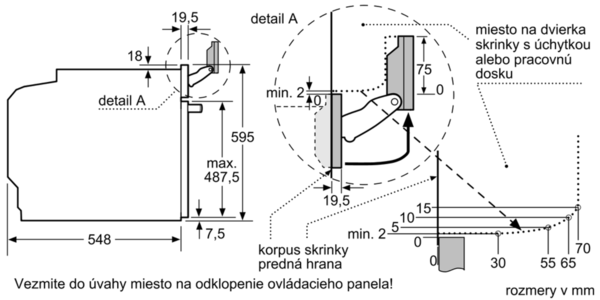 19,5
18
detail A
595
max.
487,5
7,5
548
detail A
min. 2
0
75
0
19,5
miesto na dvierka
skrinky s úchytkou
alebo pracovnú
dosku
korpus skrinky
predná hrana
15
10
5
min. 2
0
0
30
55
65
70
rozmery v mm
Vezmite do úvahy miesto na odklopenie ovládacieho panela!